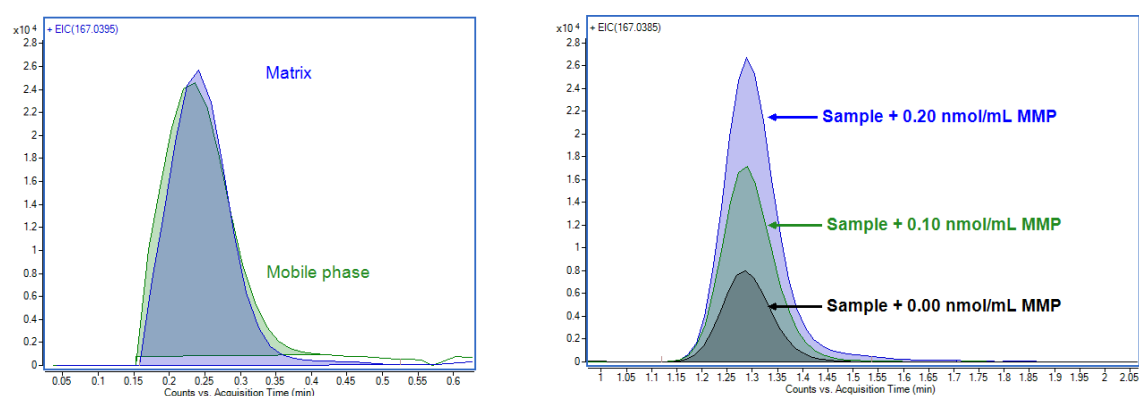 x10⁴
+ EIC(167.0395)
2.8
2.6
2.4
2.2
2
1.8
1.6
1.4
1.2
1
0.8
0.6
0.4
0.2
0
Matrix
Mobile phase
0.05 0.1 0.15 0.2 0.25 0.3 0.35 0.4 0.45 0.5 0.55 0.6
Counts vs. Acquisition Time (min)
x10⁴
+ EIC(167.0385)
2.8
2.6
2.4
2.2
2
1.8
1.6
1.4
1.2
1
0.8
0.6
0.4
0.2
0
Sample + 0.20 nmol/mL MMP
Sample + 0.10 nmol/mL MMP
Sample + 0.00 nmol/mL MMP
1 1.05 1.1 1.15 1.2 1.25 1.3 1.35 1.4 1.45 1.5 1.55 1.6 1.65 1.7 1.75 1.8 1.85 1.9 1.95 2 2.05
Counts vs. Acquisition Time (min)